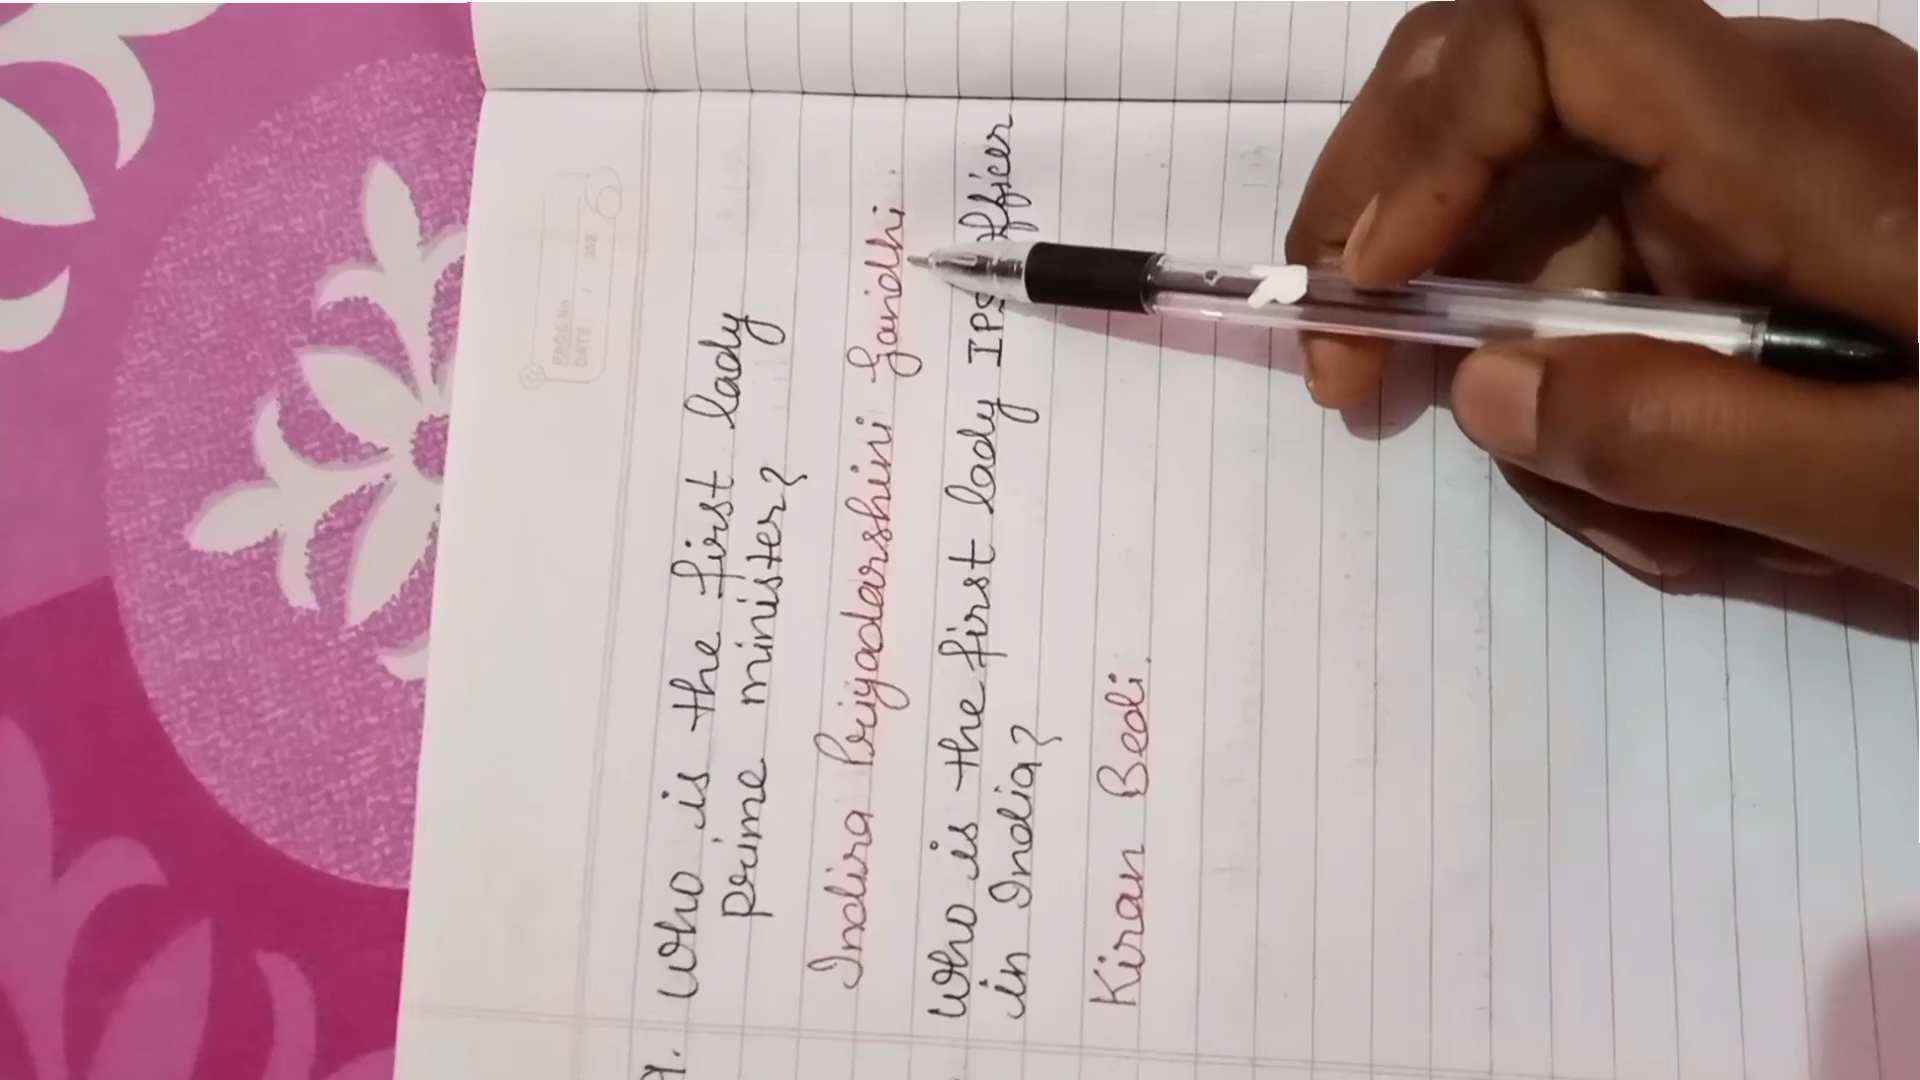 PAGE No.
DATE: / / 202
Who is the first lady
prime minister?
Indira Priyadarshini Gandhi.
Who is the first lady IPS officer
in India?
Kiran Bedi.